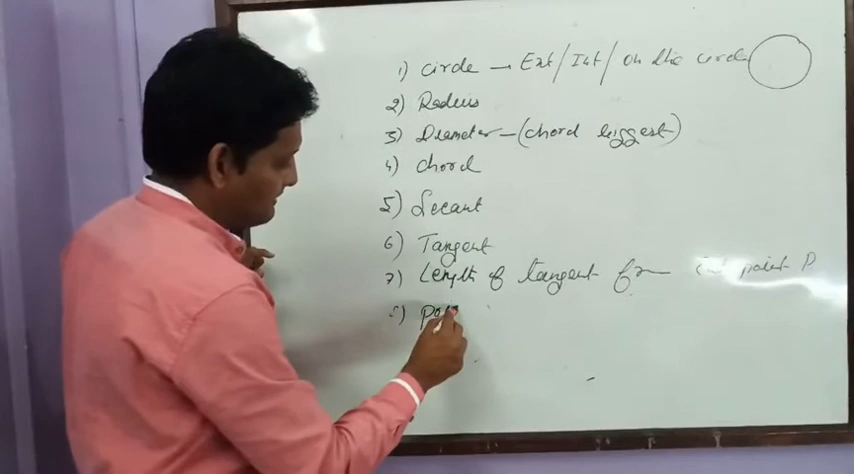 1) circle → Ext/Int/on the circle
2) Radius
3) Diameter - (chord biggest)
4) chord
5) Secant
6) Tangent
7) Length of tangent from point P
8)